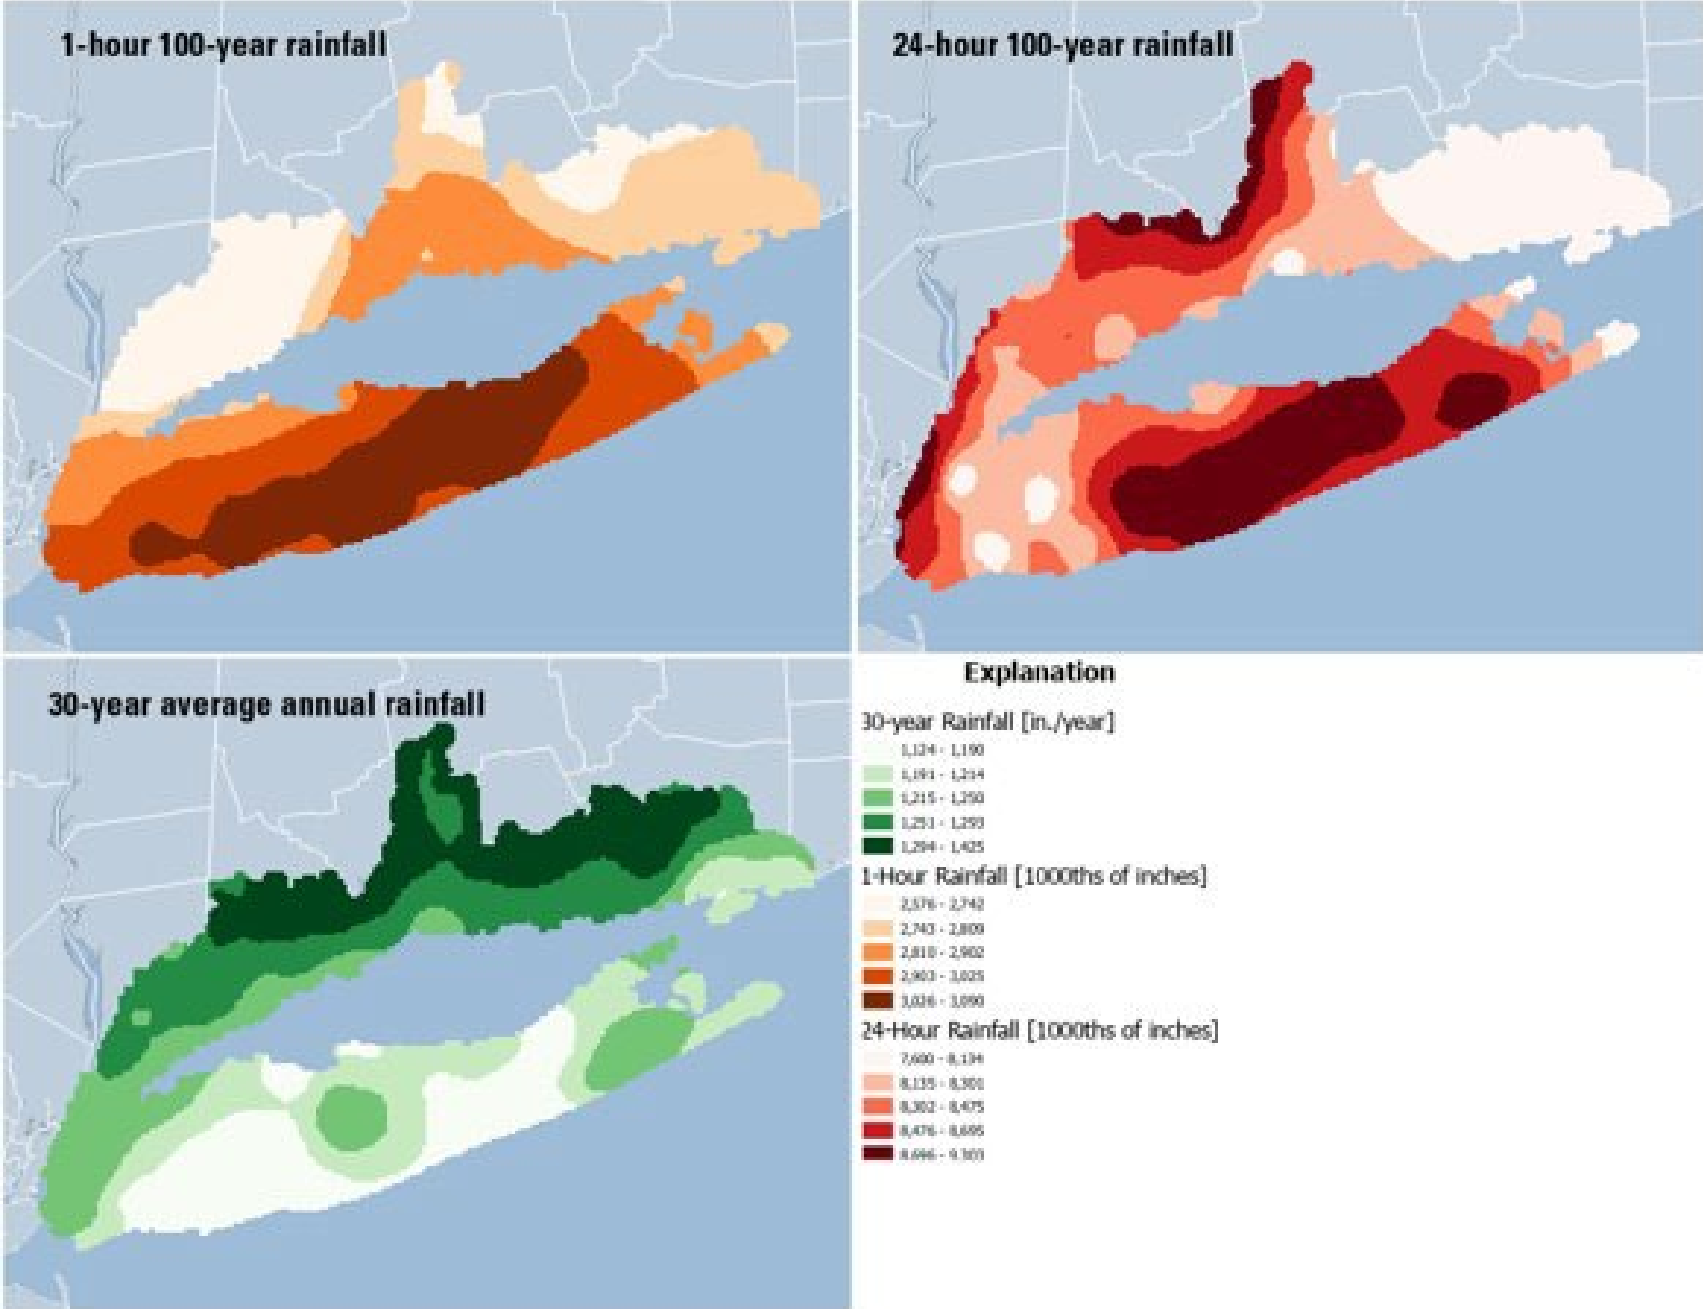 1-hour 100-year rainfall
24-hour 100-year rainfall
30-year average annual rainfall
Explanation
30-year Rainfall [in./year]
1,124 - 1,190
1,191 - 1,214
1,215 - 1,250
1,251 - 1,293
1,294 - 1,425
1-Hour Rainfall [1000ths of inches]
2,576 - 2,742
2,743 - 2,809
2,810 - 2,902
2,903 - 3,025
3,026 - 3,090
24-Hour Rainfall [1000ths of inches]
8,134
8,135 - 8,301
8,302 - 8,475
8,476 - 8,695
8,696 - 9,303